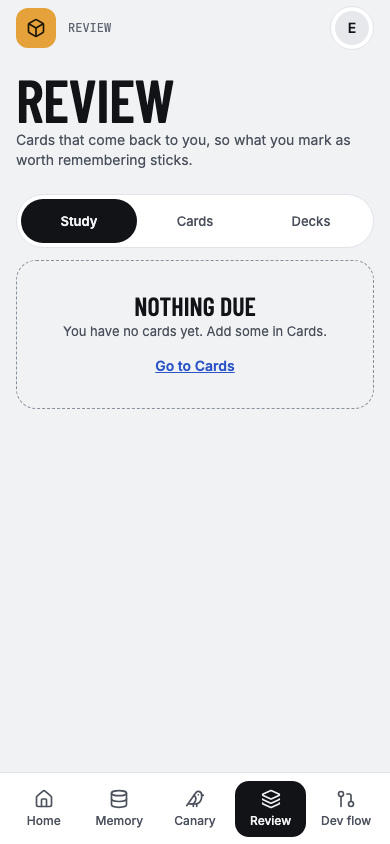 REVIEW
E
REVIEW
Cards that come back to you, so what you mark as
worth remembering sticks.
Study
Cards
Decks
NOTHING DUE
You have no cards yet. Add some in Cards.
Go to Cards
Home
Memory
Canary
Review
Dev flow